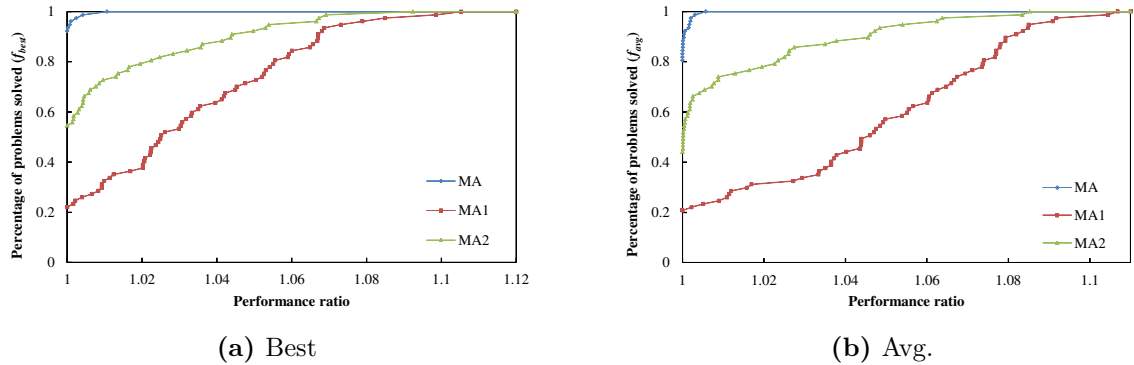 Percentage of problems solved (f_best)
1
0.8
0.6
0.4
0.2
0
1
1.02
1.04
1.06
1.08
1.1
1.12
Performance ratio
MA
MA1
MA2
(a) Best
Percentage of problems solved (f_avg)
1
0.8
0.6
0.4
0.2
0
1
1.02
1.04
1.06
1.08
1.1
Performance ratio
MA
MA1
MA2
(b) Avg.